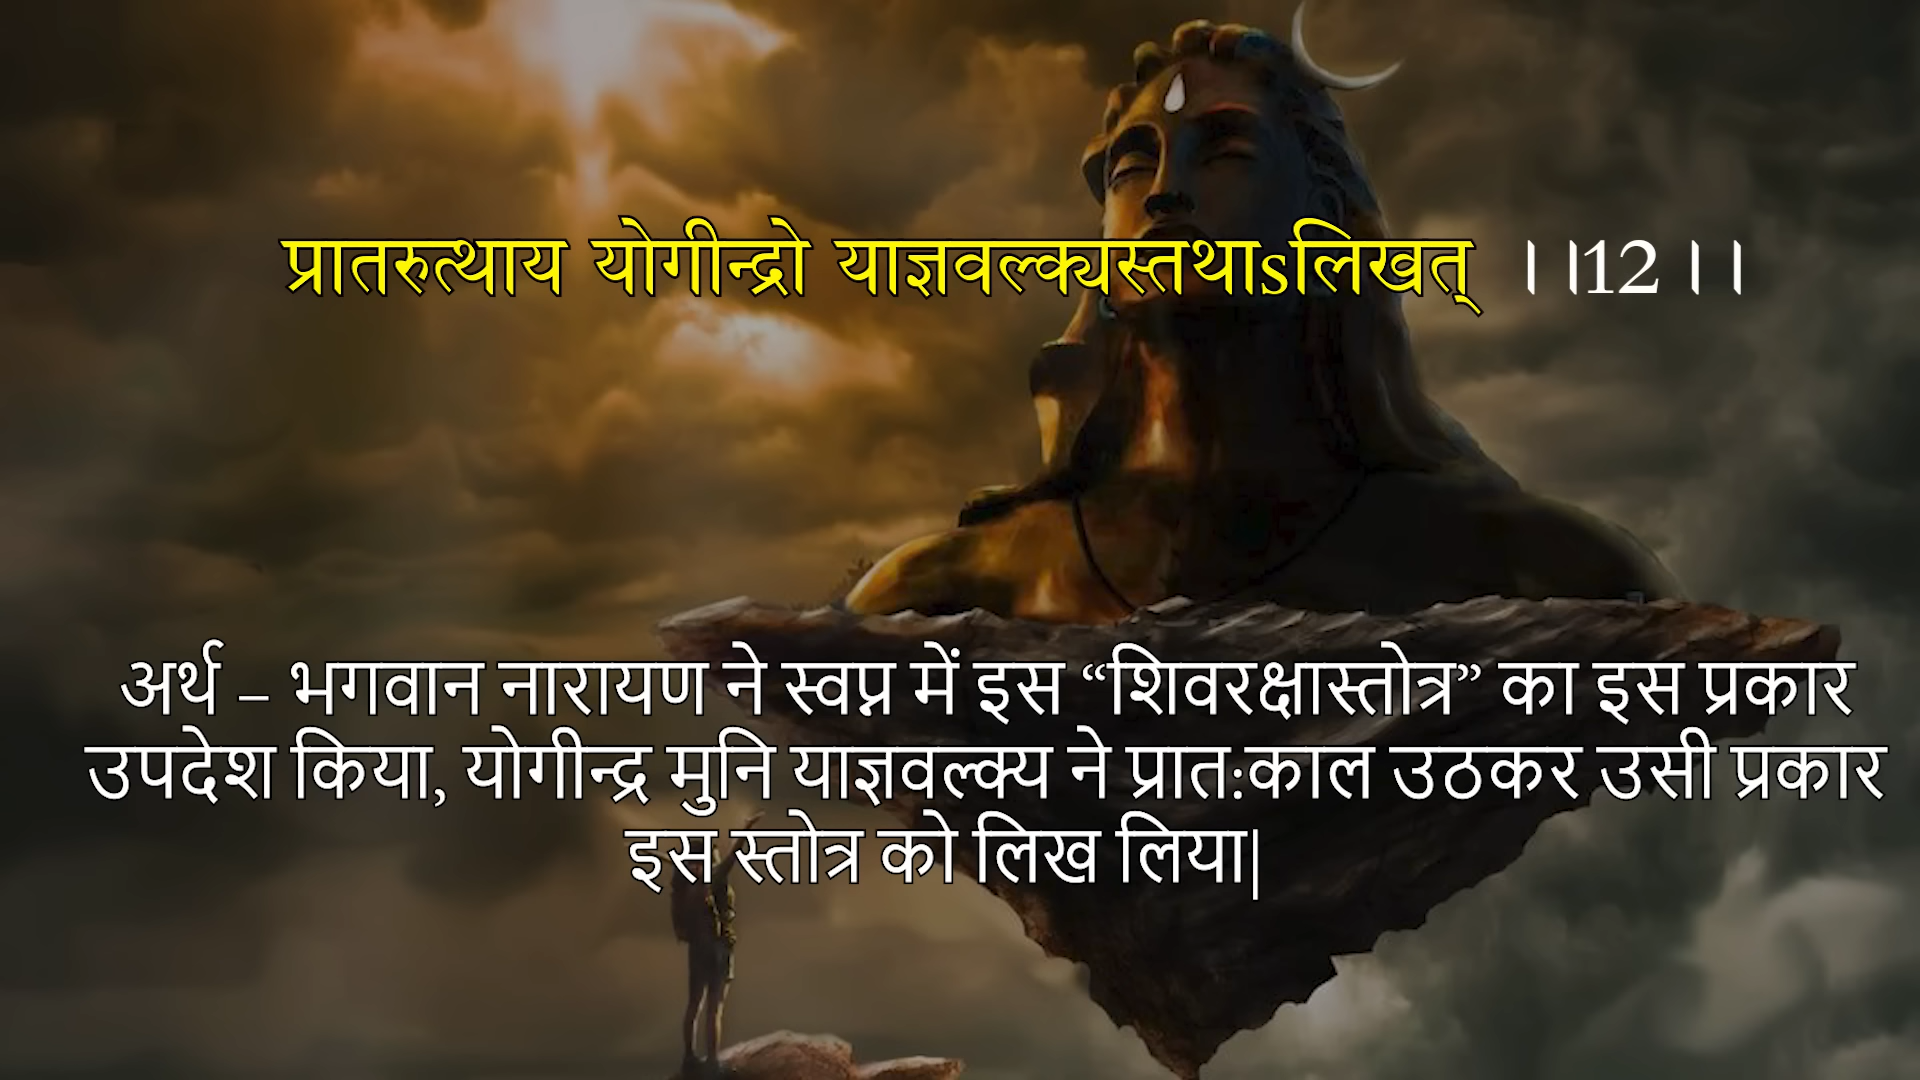 प्रातरुत्थाय योगीन्द्रो याज्ञवल्क्यस्तथाsलिखत् ।।12।।
अर्थ – भगवान नारायण ने स्वप्न में इस “शिवरक्षास्तोत्र” का इस प्रकार
उपदेश किया, योगीन्द्र मुनि याज्ञवल्क्य ने प्रात:काल उठकर उसी प्रकार
इस स्तोत्र को लिख लिया|